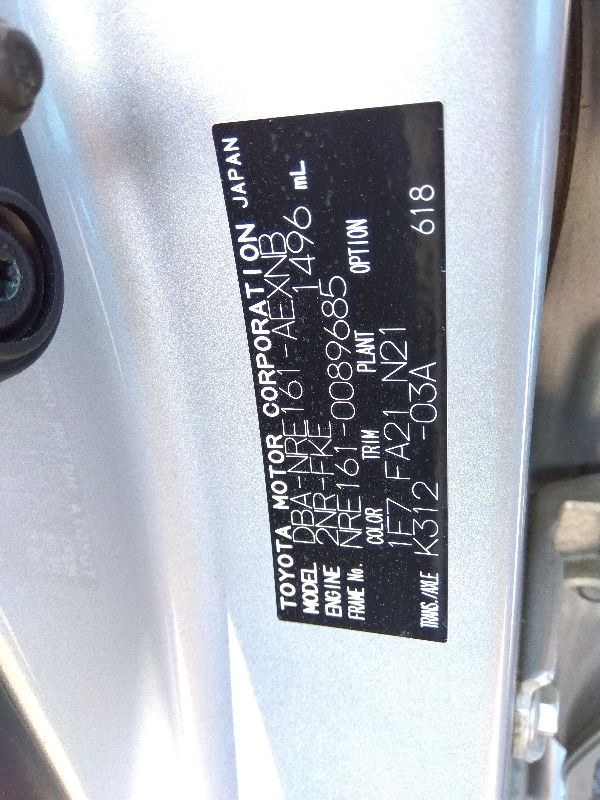 TOYOTA MOTOR CORPORATION JAPAN
MODEL DBA-NRE161-AEXNB
ENGINE 2NR-FKE 1496 mL
FRAME No. NRE161-0089685
COLOR TRIM PLANT OPTION
1F7 FA21 N21
TRANS./AXLE K312 -03A 618